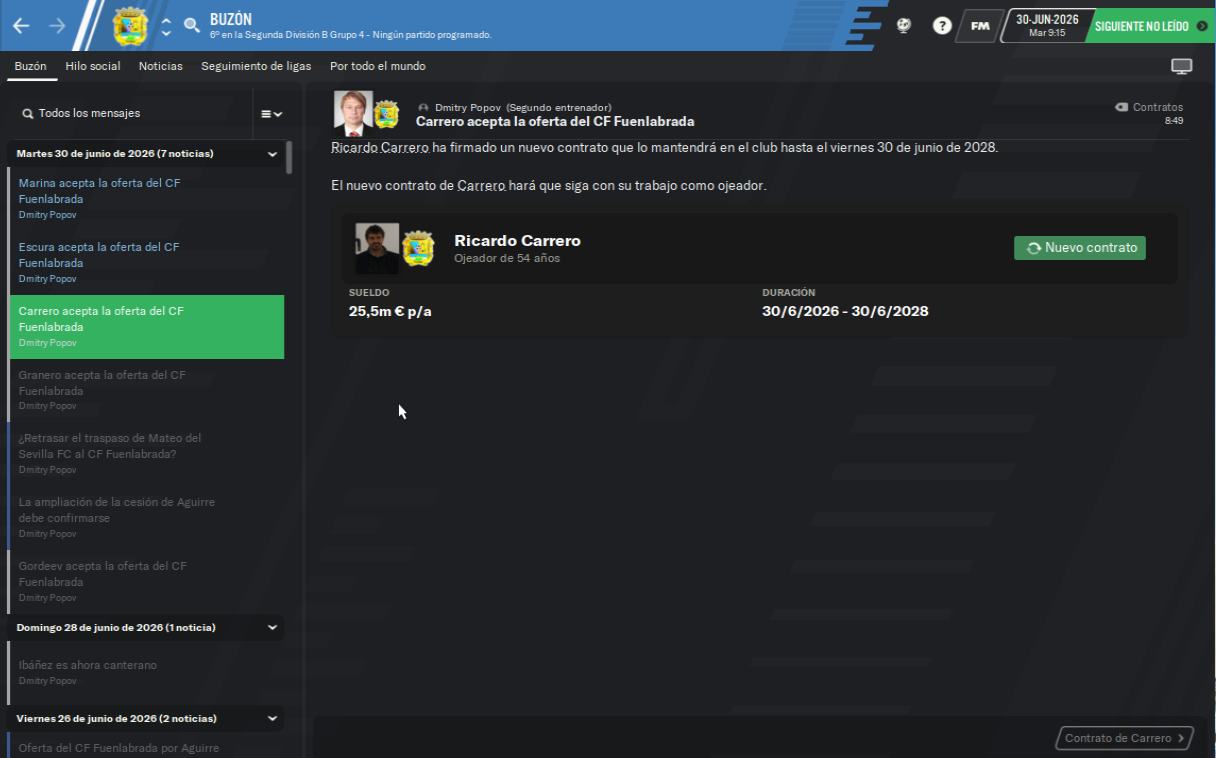 BUZÓN
6º en la Segunda División B Grupo 4 - Ningún partido programado.
?
FM
30-JUN-2026
Mar 9:15
SIGUIENTE NO LEÍDO
Buzón
Hilo social
Noticias
Seguimiento de ligas
Por todo el mundo
Todos los mensajes
Martes 30 de junio de 2026 (7 noticias)
Marina acepta la oferta del CF
Fuenlabrada
Dmitry Popov
Escura acepta la oferta del CF
Fuenlabrada
Dmitry Popov
Carrero acepta la oferta del CF
Fuenlabrada
Dmitry Popov
Granero acepta la oferta del CF
Fuenlabrada
Dmitry Popov
¿Retrasar el traspaso de Mateo del
Sevilla FC al CF Fuenlabrada?
Dmitry Popov
La ampliación de la cesión de Aguirre
debe confirmarse
Dmitry Popov
Gordeev acepta la oferta del CF
Fuenlabrada
Dmitry Popov
Domingo 28 de junio de 2026 (1 noticia)
Ibáñez es ahora canterano
Dmitry Popov
Viernes 26 de junio de 2026 (2 noticias)
Oferta del CF Fuenlabrada por Aguirre
Dmitry Popov (Segundo entrenador)
Carrero acepta la oferta del CF Fuenlabrada
Contratos
8:49
Ricardo Carrero ha firmado un nuevo contrato que lo mantendrá en el club hasta el viernes 30 de junio de 2028.
El nuevo contrato de Carrero hará que siga con su trabajo como ojeador.
Ricardo Carrero
Ojeador de 54 años
Nuevo contrato
SUELDO
25,5m € p/a
DURACIÓN
30/6/2026 - 30/6/2028
Contrato de Carrero